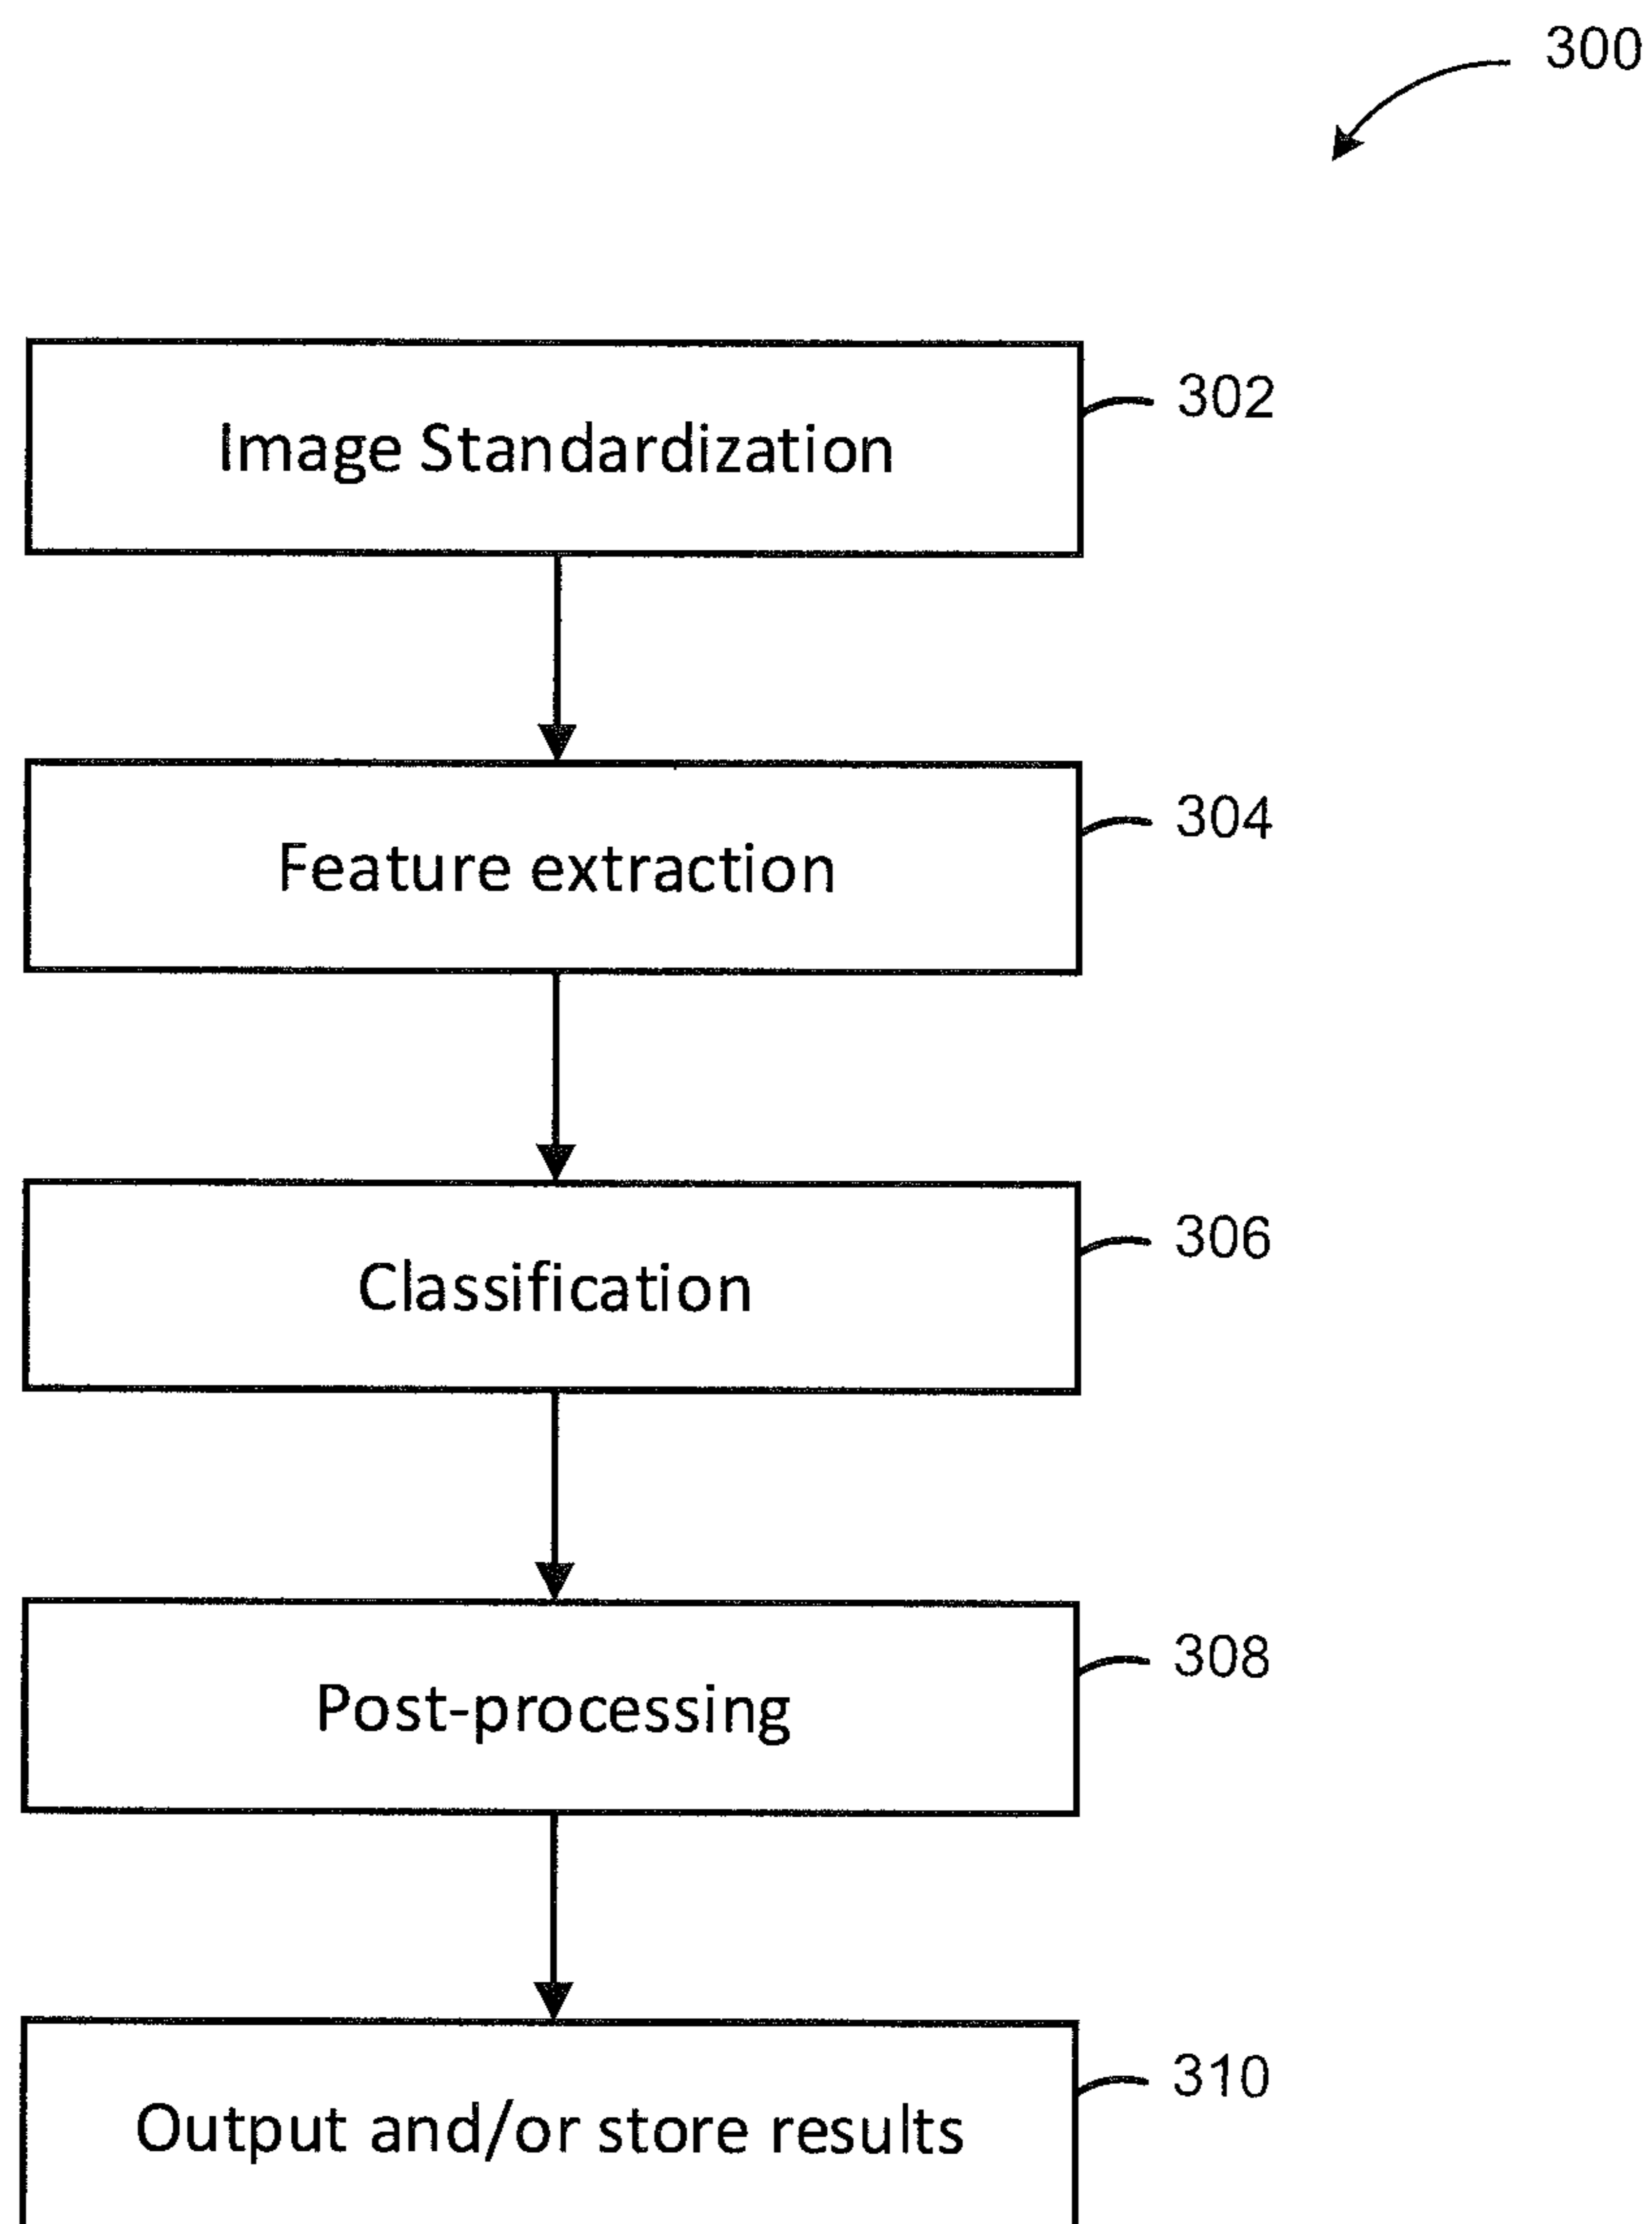 300
Image Standardization
302
Feature extraction
304
Classification
306
Post-processing
308
Output and/or store results
310